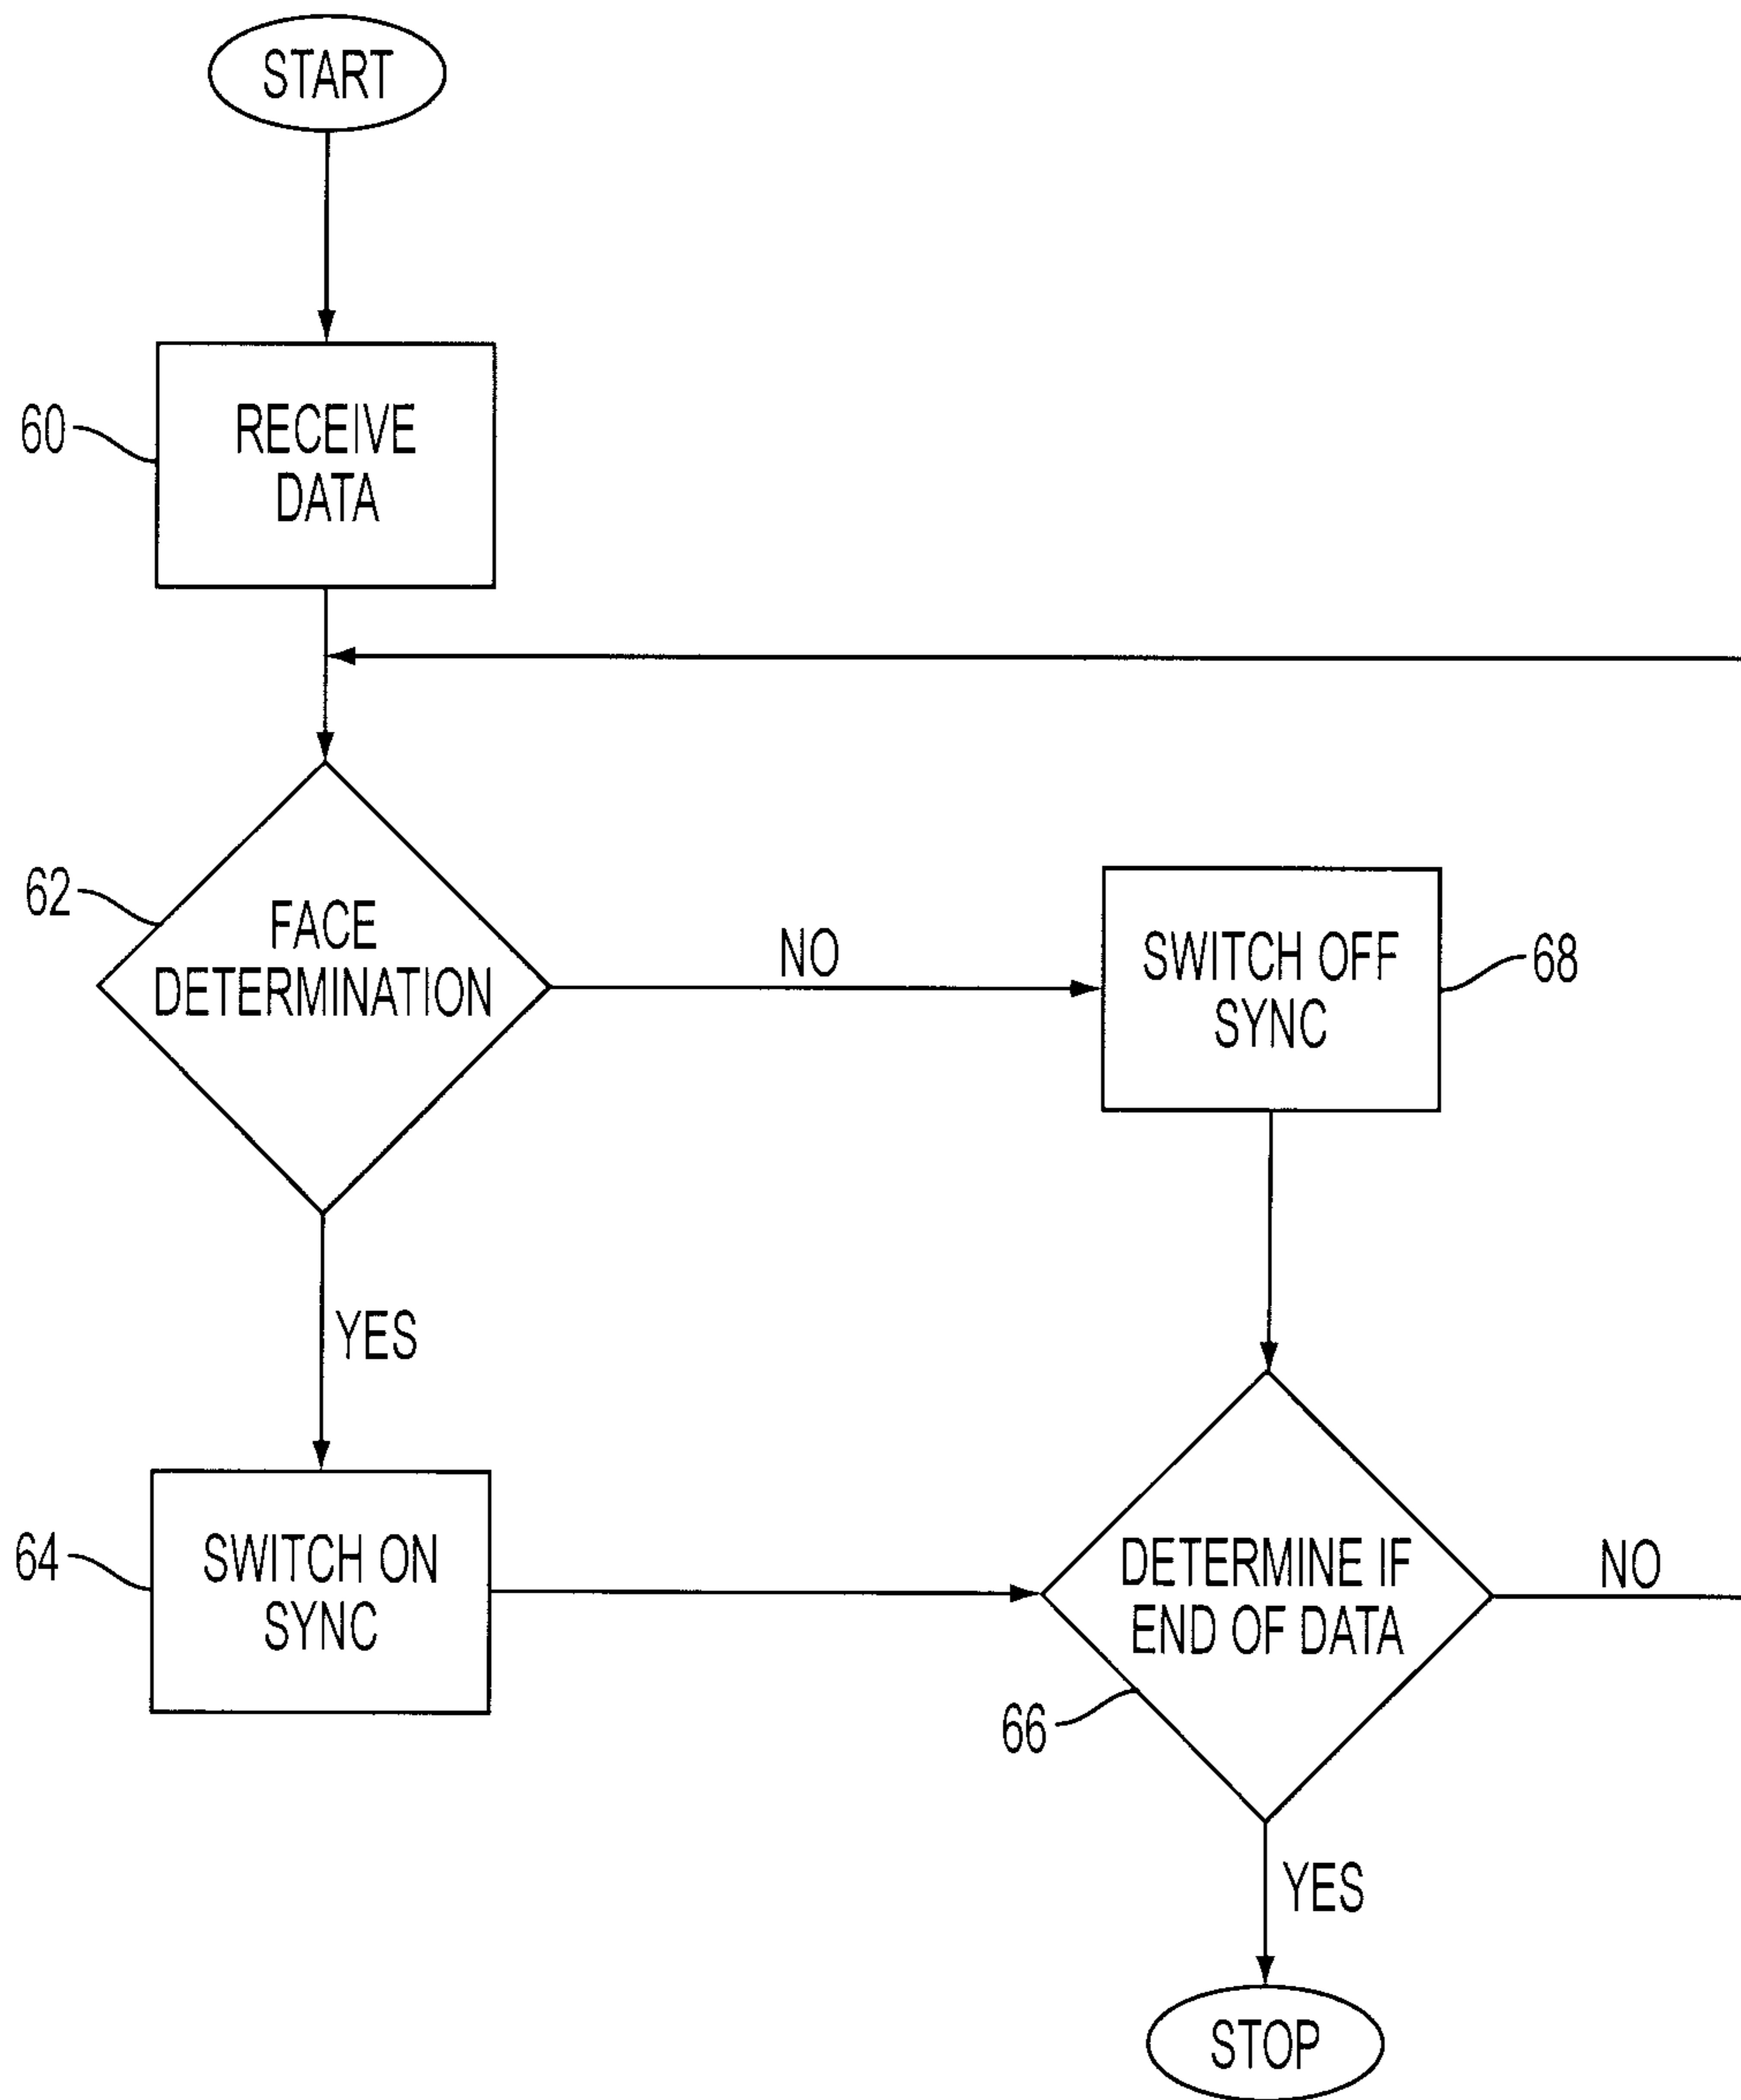 START
60
RECEIVE
DATA
62
FACE
DETERMINATION
NO
SWITCH OFF
SYNC
68
YES
64
SWITCH ON
SYNC
DETERMINE IF
END OF DATA
NO
66
YES
STOP